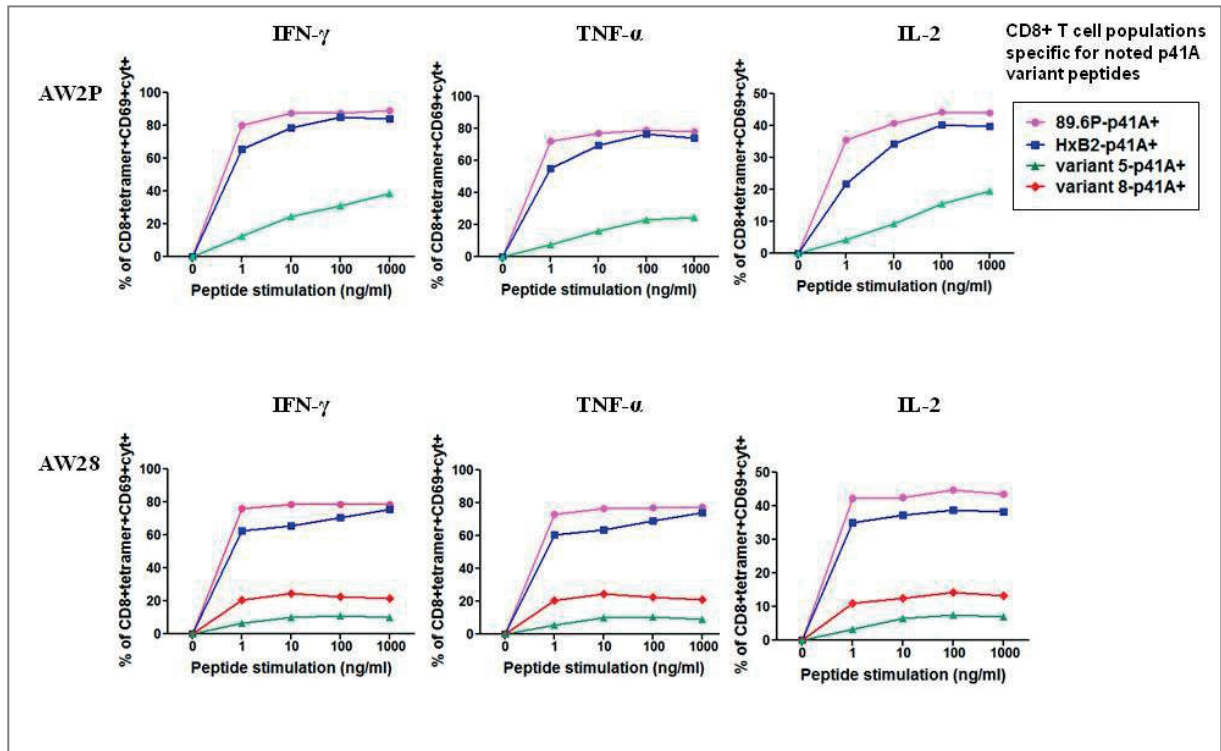 IFN-γ
TNF-α
IL-2
CD8+ T cell populations
specific for noted p41A
variant peptides
AW2P
89.6P-p41A+
HxB2-p41A+
variant 5-p41A+
variant 8-p41A+
% of CD8+tetramer+CD69+cyt+
100
80
60
40
20
0
0 1 10 100 1000
Peptide stimulation (ng/ml)
% of CD8+tetramer+CD69+cyt+
100
80
60
40
20
0
0 1 10 100 1000
Peptide stimulation (ng/ml)
% of CD8+tetramer+CD69+cyt+
50
40
30
20
10
0
0 1 10 100 1000
Peptide stimulation (ng/ml)
IFN-γ
TNF-α
IL-2
AW28
% of CD8+tetramer+CD69+cyt+
100
80
60
40
20
0
0 1 10 100 1000
Peptide stimulation (ng/ml)
% of CD8+tetramer+CD69+cyt+
100
80
60
40
20
0
0 1 10 100 1000
Peptide stimulation (ng/ml)
% of CD8+tetramer+CD69+cyt+
50
40
30
20
10
0
0 1 10 100 1000
Peptide stimulation (ng/ml)